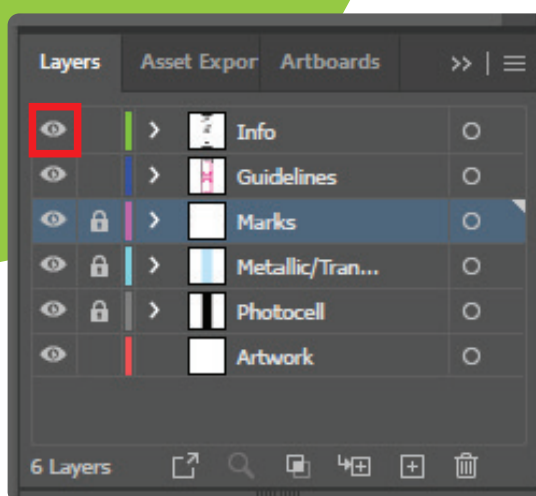 Layers Asset Expor Artboards
Info
Guidelines
Marks
Metallic/Tran...
Photocell
Artwork
6 Layers